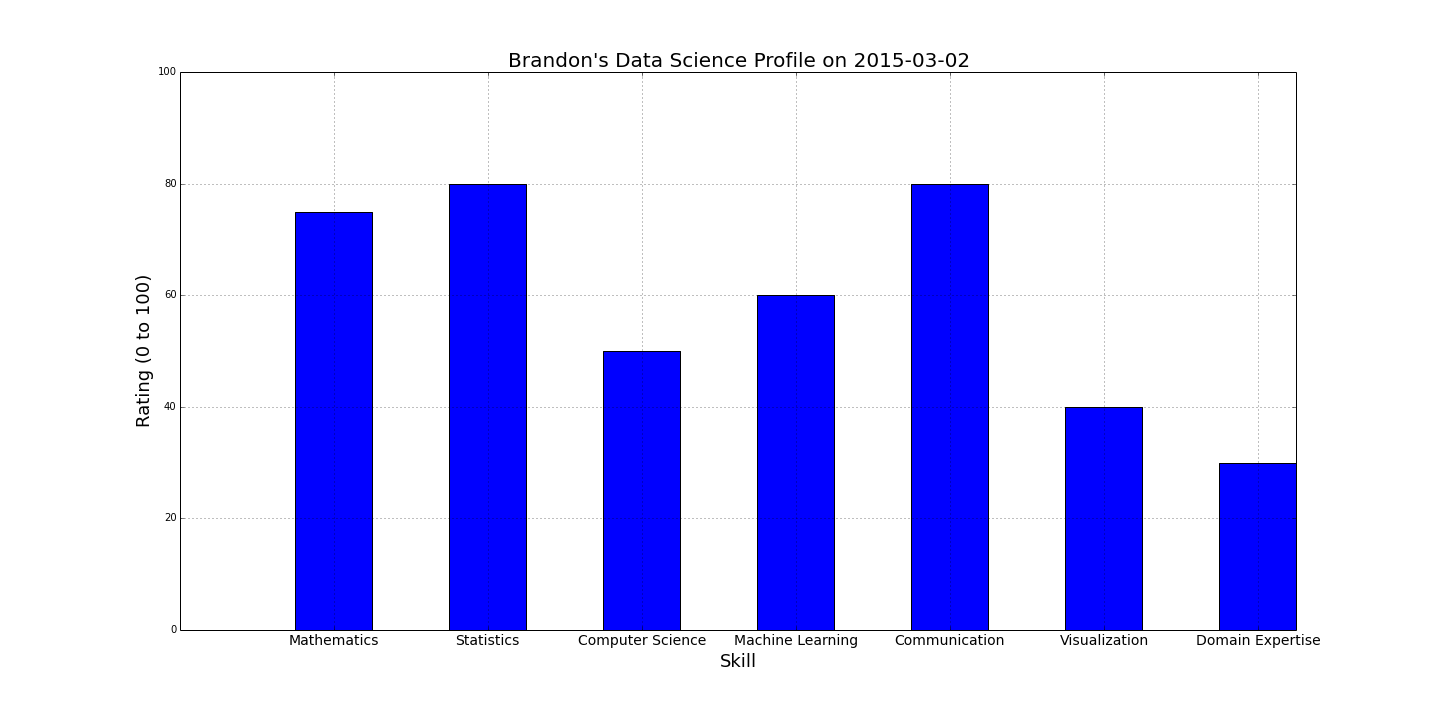 Brandon's Data Science Profile on 2015-03-02
100
80
60
40
20
0
Rating (0 to 100)
Mathematics Statistics Computer Science Machine Learning Communication Visualization Domain Expertise
Skill